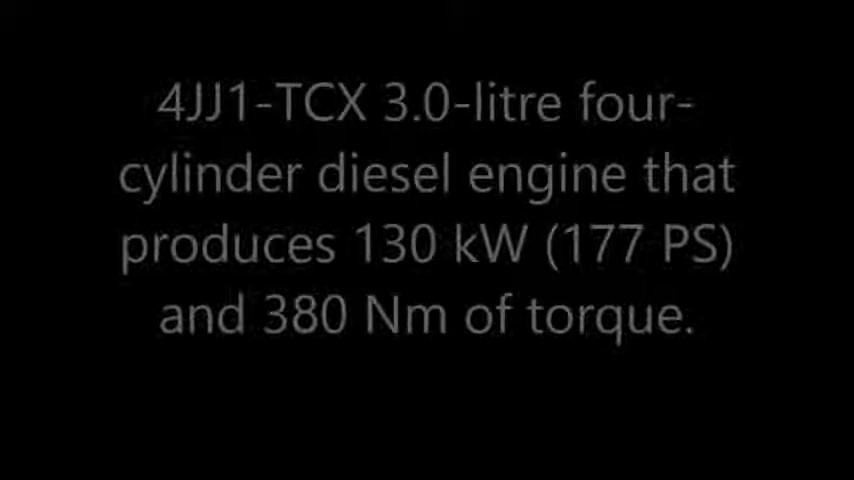 4JJ1-TCX 3.0-litre four-
cylinder diesel engine that
produces 130 kW (177 PS)
and 380 Nm of torque.